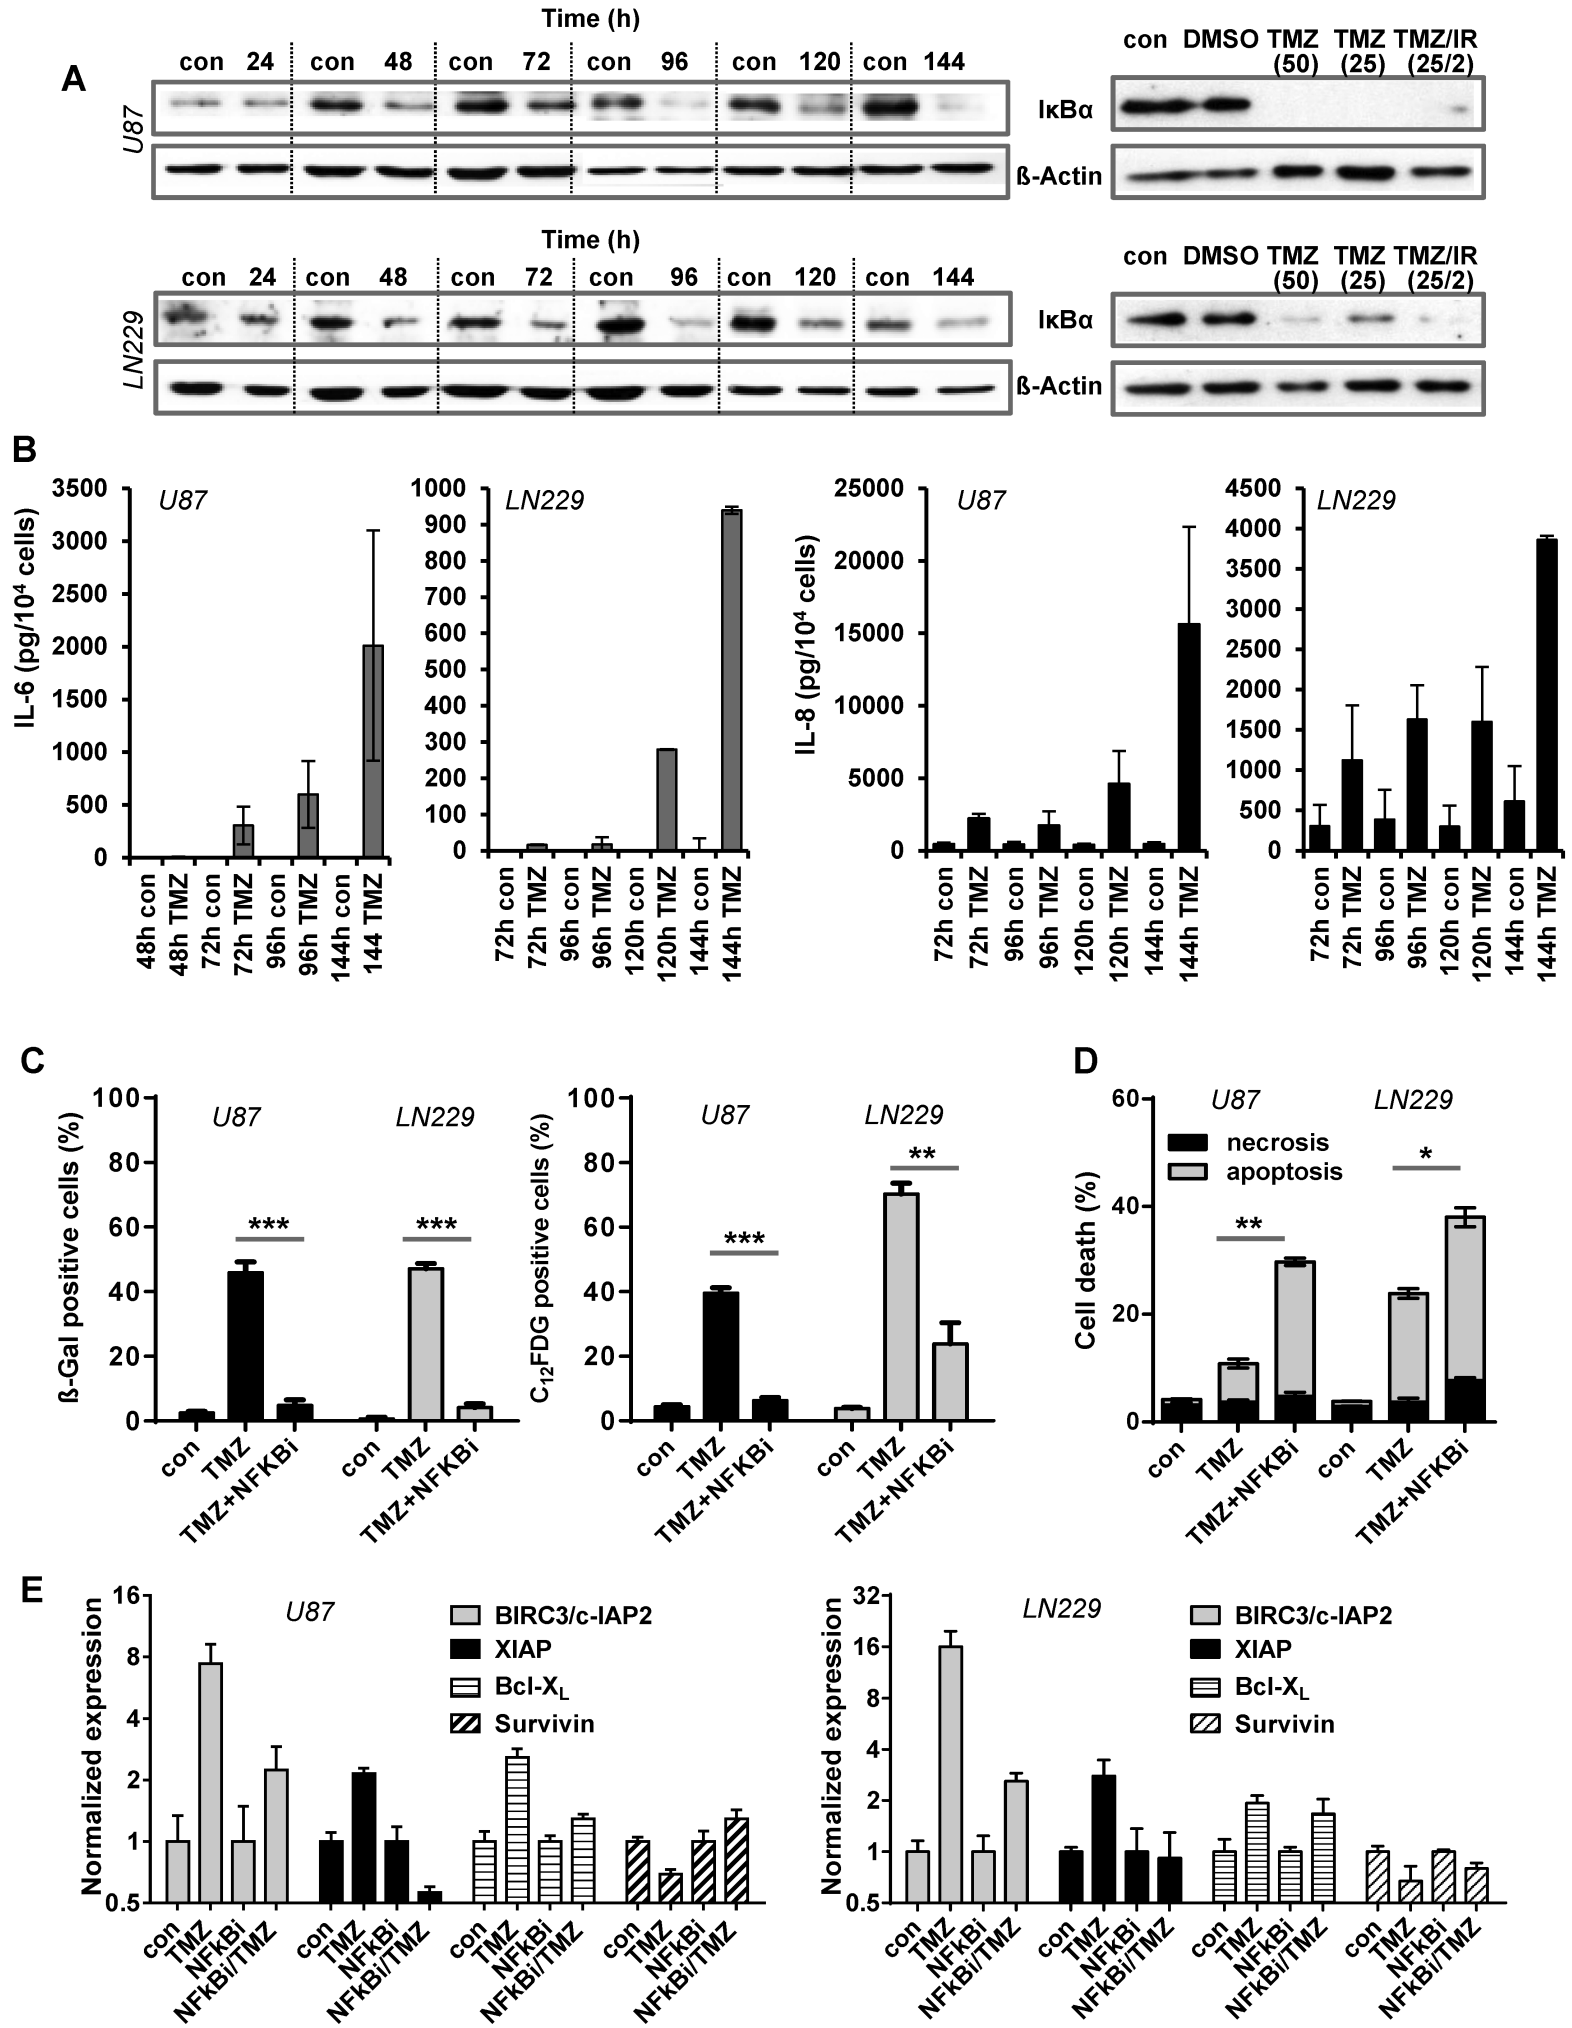 A
Time (h)
con 24 con 48 con 72 con 96 con 120 con 144
U87
IκBα
ß-Actin
con DMSO TMZ TMZ TMZ/IR
(50) (25) (25/2)
Time (h)
con 24 con 48 con 72 con 96 con 120 con 144
LN229
IκBα
ß-Actin
con DMSO TMZ TMZ TMZ/IR
(50) (25) (25/2)
B
IL-6 (pg/10⁴ cells)
U87
3500
3000
2500
2000
1500
1000
500
0
48h con
48h TMZ
72h con
72h TMZ
96h con
96h TMZ
144h con
144 TMZ
LN229
1000
900
800
700
600
500
400
300
200
100
0
72h con
72h TMZ
96h con
96h TMZ
120h con
120h TMZ
144h con
144h TMZ
IL-8 (pg/10⁴ cells)
U87
25000
20000
15000
10000
5000
0
72h con
72h TMZ
96h con
96h TMZ
120h con
120h TMZ
144h con
144h TMZ
LN229
4500
4000
3500
3000
2500
2000
1500
1000
500
0
72h con
72h TMZ
96h con
96h TMZ
120h con
120h TMZ
144h con
144h TMZ
C
ß-Gal positive cells (%)
100
80
60
40
20
0
U87 LN229
*** ***
con
TMZ
TMZ+NFKBi
con
TMZ
TMZ+NFKBi
C₁₂FDG positive cells (%)
100
80
60
40
20
0
U87 LN229
*** **
con
TMZ
TMZ+NFKBi
con
TMZ
TMZ+NFKBi
D
Cell death (%)
60
40
20
0
U87 LN229
necrosis
apoptosis
** *
con
TMZ
TMZ+NFKBi
con
TMZ
TMZ+NFKBi
E
Normalized expression
16
8
4
2
1
0.5
U87
BIRC3/c-IAP2
XIAP
Bcl-X_L
Survivin
con
TMZ
NFkBi
NFkBi/TMZ
con
TMZ
NFkBi
NFkBi/TMZ
con
TMZ
NFkBi
NFkBi/TMZ
con
TMZ
NFkBi
NFkBi/TMZ
Normalized expression
32
16
8
4
2
1
0.5
LN229
BIRC3/c-IAP2
XIAP
Bcl-X_L
Survivin
con
TMZ
NFkBi
NFkBi/TMZ
con
TMZ
NFkBi
NFkBi/TMZ
con
TMZ
NFkBi
NFkBi/TMZ
con
TMZ
NFkBi
NFkBi/TMZ